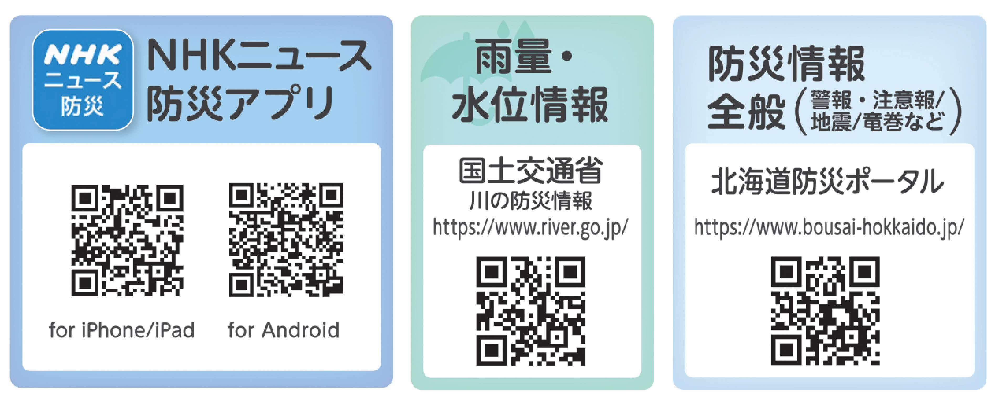 NHK
ニュース
防災
NHKニュース
防災アプリ
for iPhone/iPad
for Android
雨量・
水位情報
国土交通省
川の防災情報
https://www.river.go.jp/
防災情報
全般（警報・注意報/
地震/竜巻など）
北海道防災ポータル
https://www.bousai-hokkaido.jp/